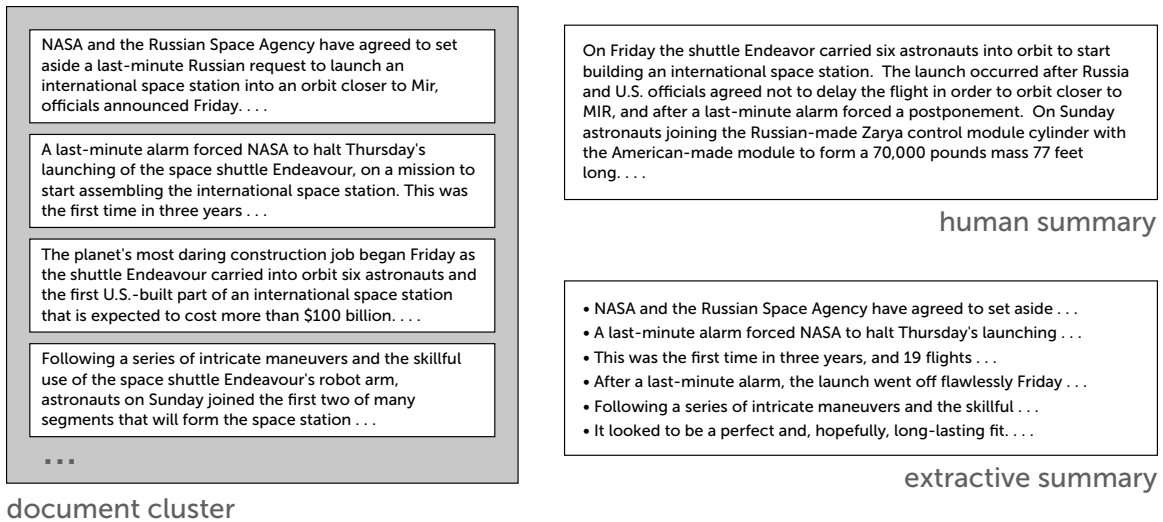 NASA and the Russian Space Agency have agreed to set
aside a last-minute Russian request to launch an
international space station into an orbit closer to Mir,
officials announced Friday. . . .
A last-minute alarm forced NASA to halt Thursday's
launching of the space shuttle Endeavour, on a mission to
start assembling the international space station. This was
the first time in three years . . .
The planet's most daring construction job began Friday as
the shuttle Endeavour carried into orbit six astronauts and
the first U.S.-built part of an international space station
that is expected to cost more than $100 billion. . . .
Following a series of intricate maneuvers and the skillful
use of the space shuttle Endeavour's robot arm,
astronauts on Sunday joined the first two of many
segments that will form the space station . . .
...
document cluster
On Friday the shuttle Endeavor carried six astronauts into orbit to start
building an international space station. The launch occurred after Russia
and U.S. officials agreed not to delay the flight in order to orbit closer to
MIR, and after a last-minute alarm forced a postponement. On Sunday
astronauts joining the Russian-made Zarya control module cylinder with
the American-made module to form a 70,000 pounds mass 77 feet
long. . . .
human summary
• NASA and the Russian Space Agency have agreed to set aside . . .
• A last-minute alarm forced NASA to halt Thursday's launching . . .
• This was the first time in three years, and 19 flights . . .
• After a last-minute alarm, the launch went off flawlessly Friday . . .
• Following a series of intricate maneuvers and the skillful . . .
• It looked to be a perfect and, hopefully, long-lasting fit. . . .
extractive summary